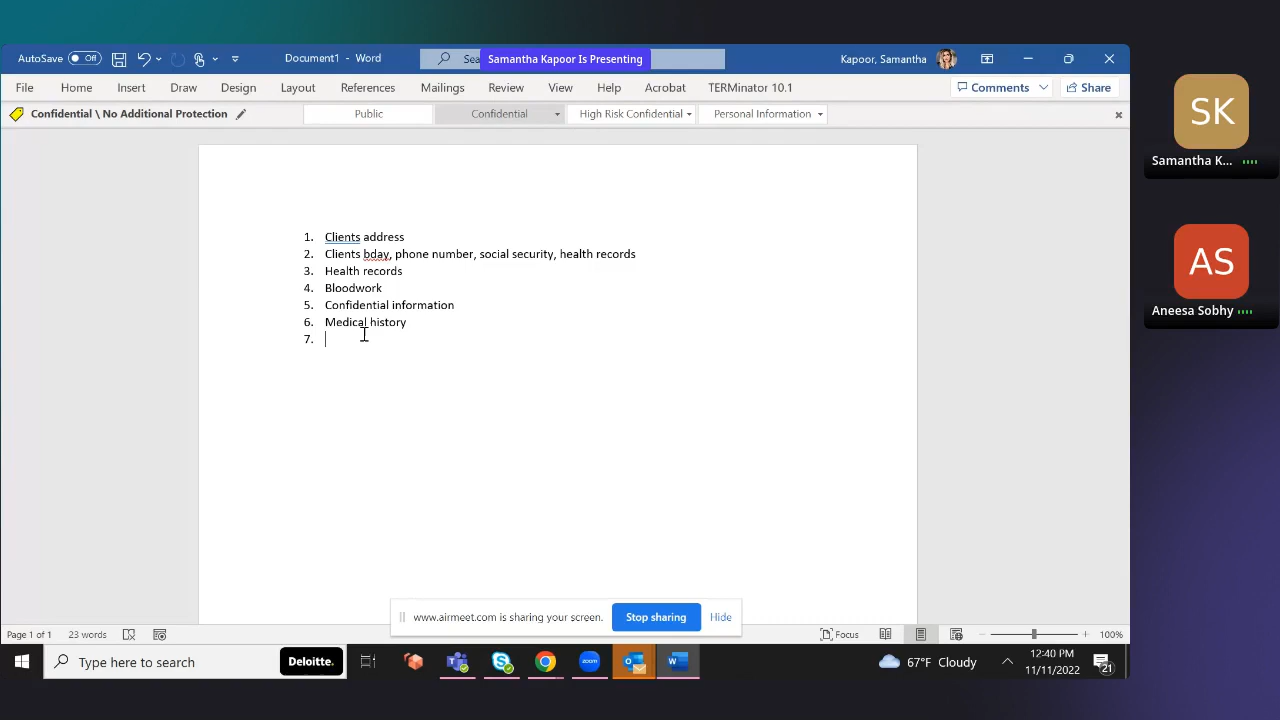 AutoSave Off Document1 - Word Sea Samantha Kapoor Is Presenting Kapoor, Samantha
File Home Insert Draw Design Layout References Mailings Review View Help Acrobat TERMinator 10.1 Comments Share
Confidential \ No Additional Protection Public Confidential High Risk Confidential Personal Information
SK
Samantha K...
1. Clients address
2. Clients bday, phone number, social security, health records
3. Health records
4. Bloodwork
5. Confidential information
6. Medical history
7.
AS
Aneesa Sobhy
www.airmeet.com is sharing your screen. Stop sharing Hide
Page 1 of 1 23 words Focus 100%
Type here to search Deloitte. zoom 67°F Cloudy 12:40 PM
11/11/2022 21